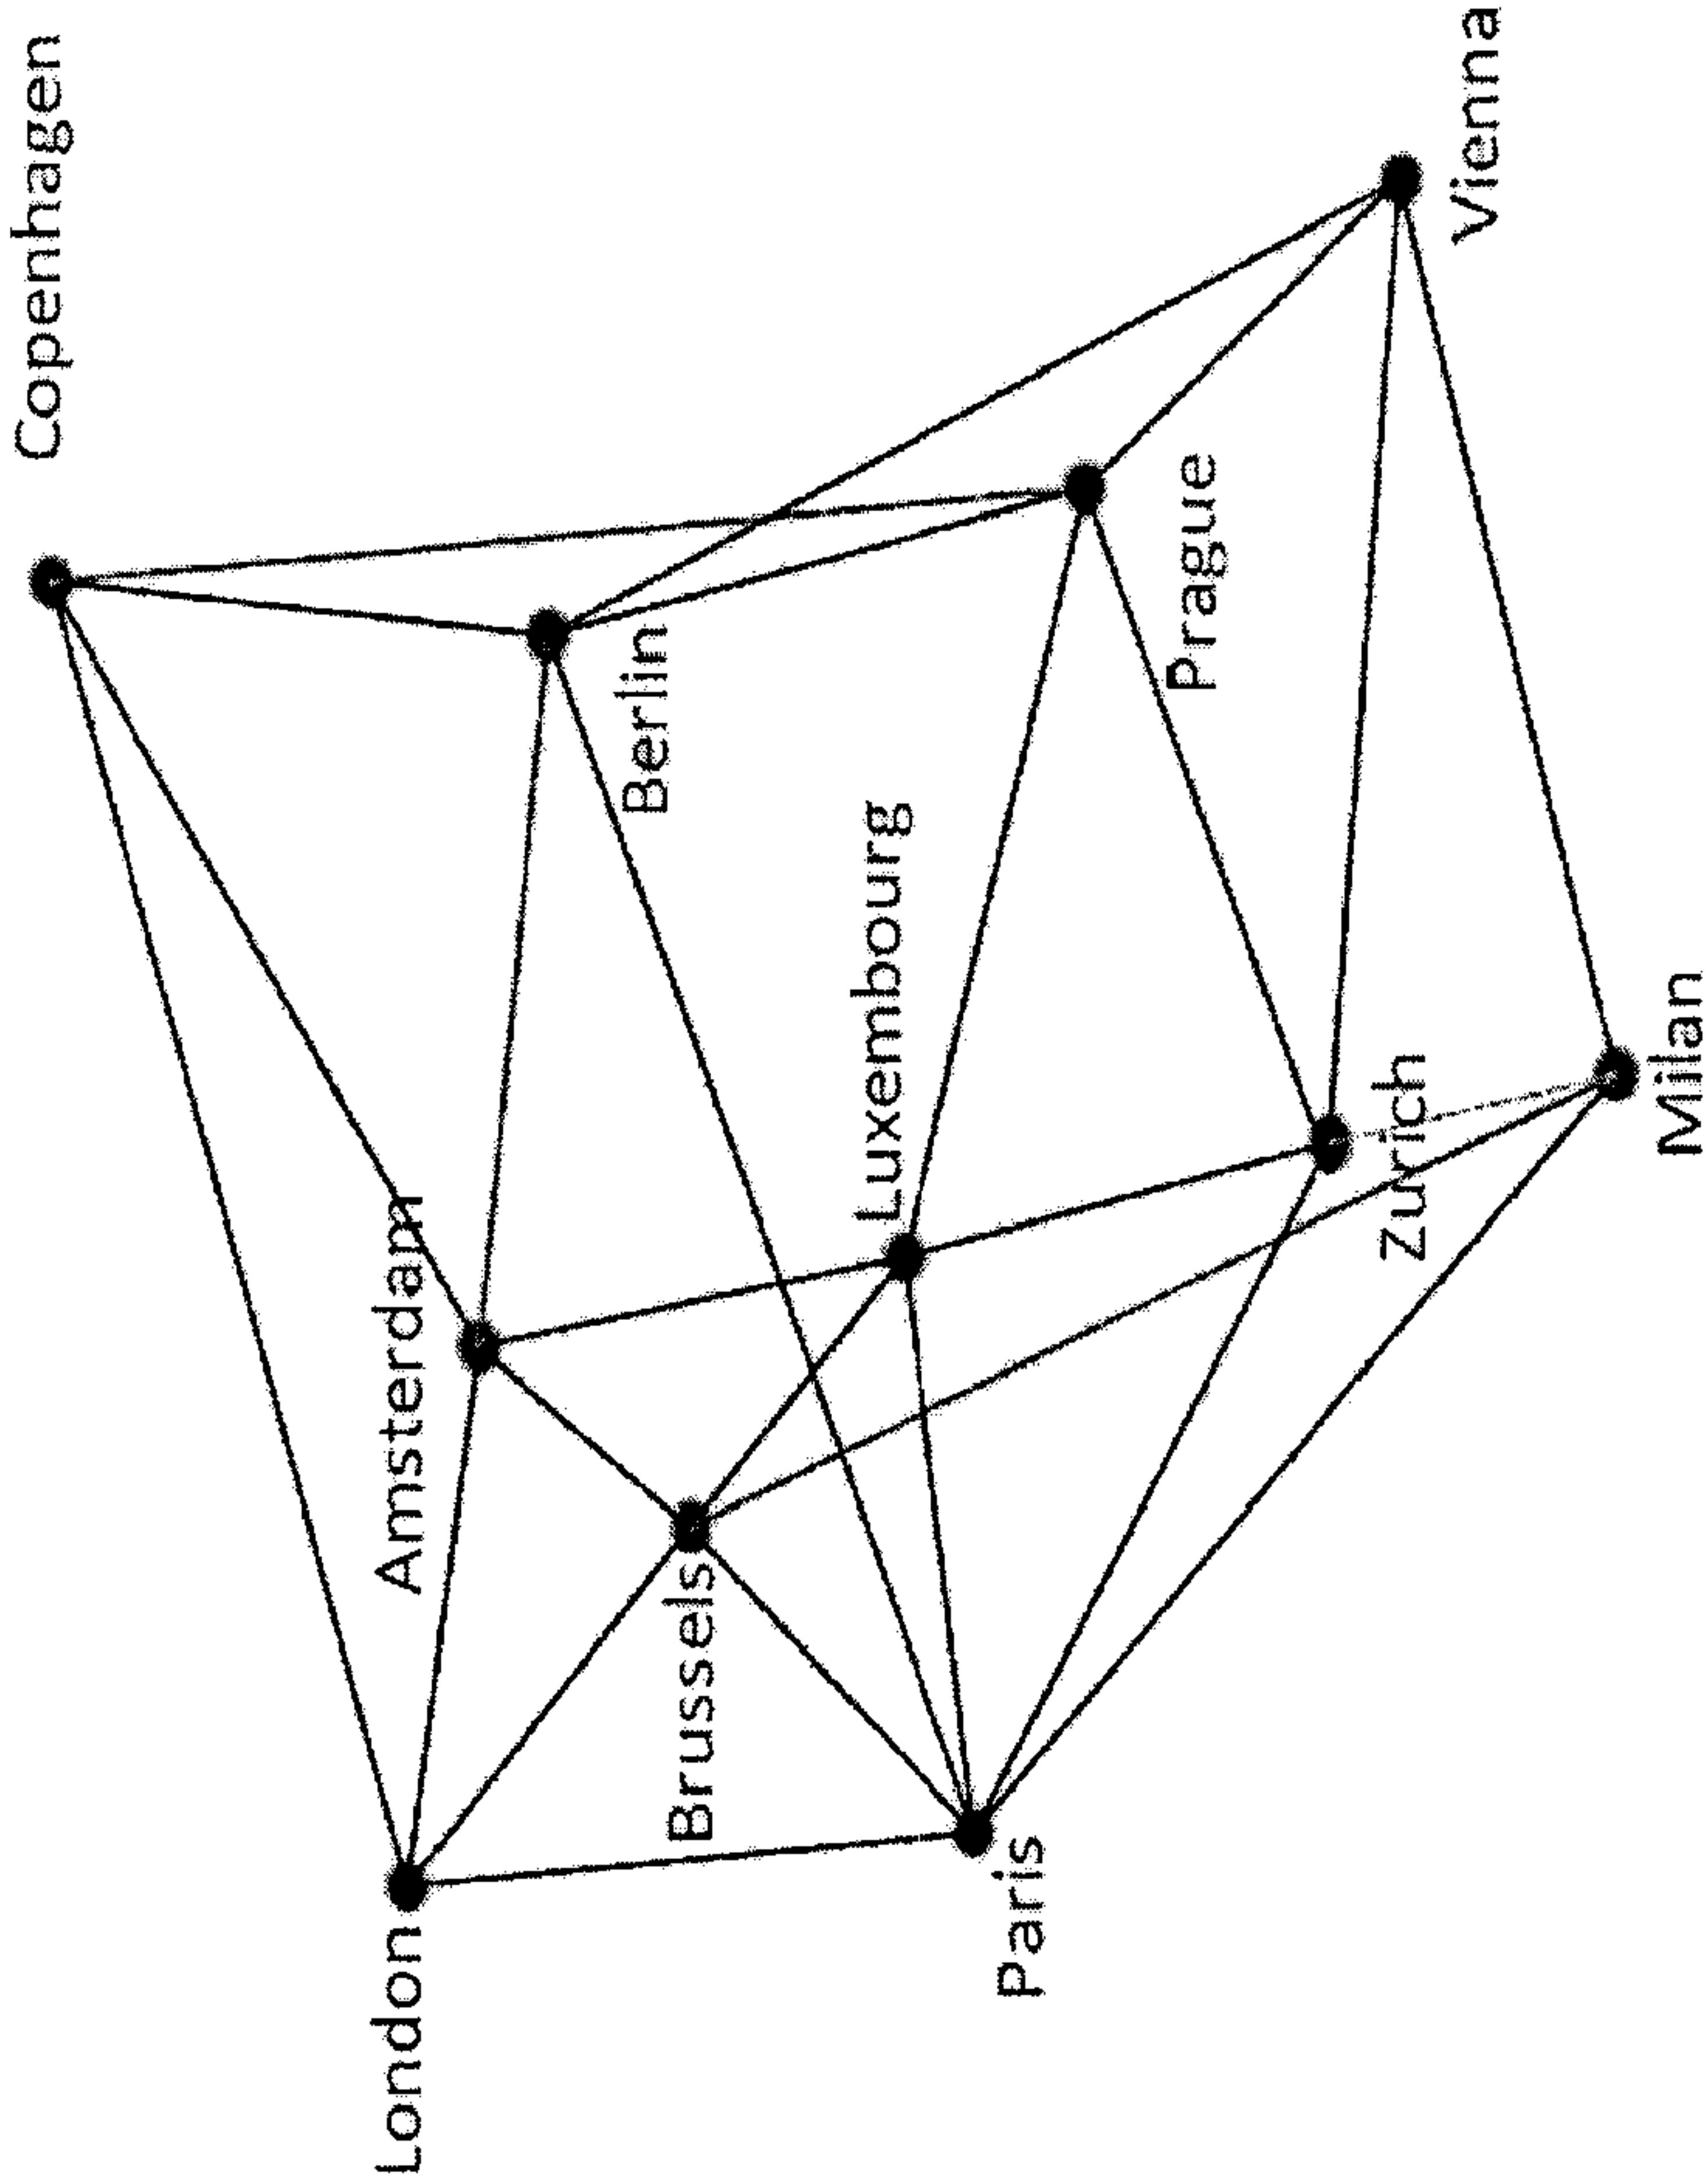 Copenhagen
London
Amsterdam
Berlin
Brussels
Luxembourg
Paris
Prague
Zurich
Vienna
Milan